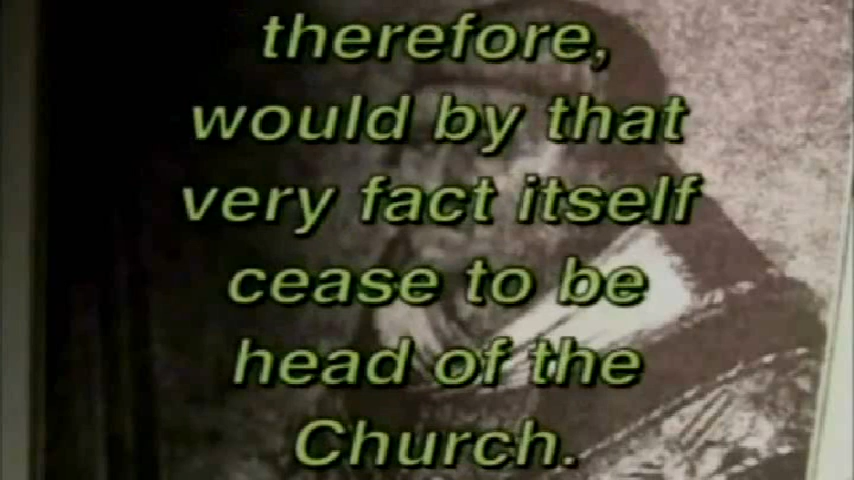 therefore,
would by that
very fact itself
cease to be
head of the
Church.